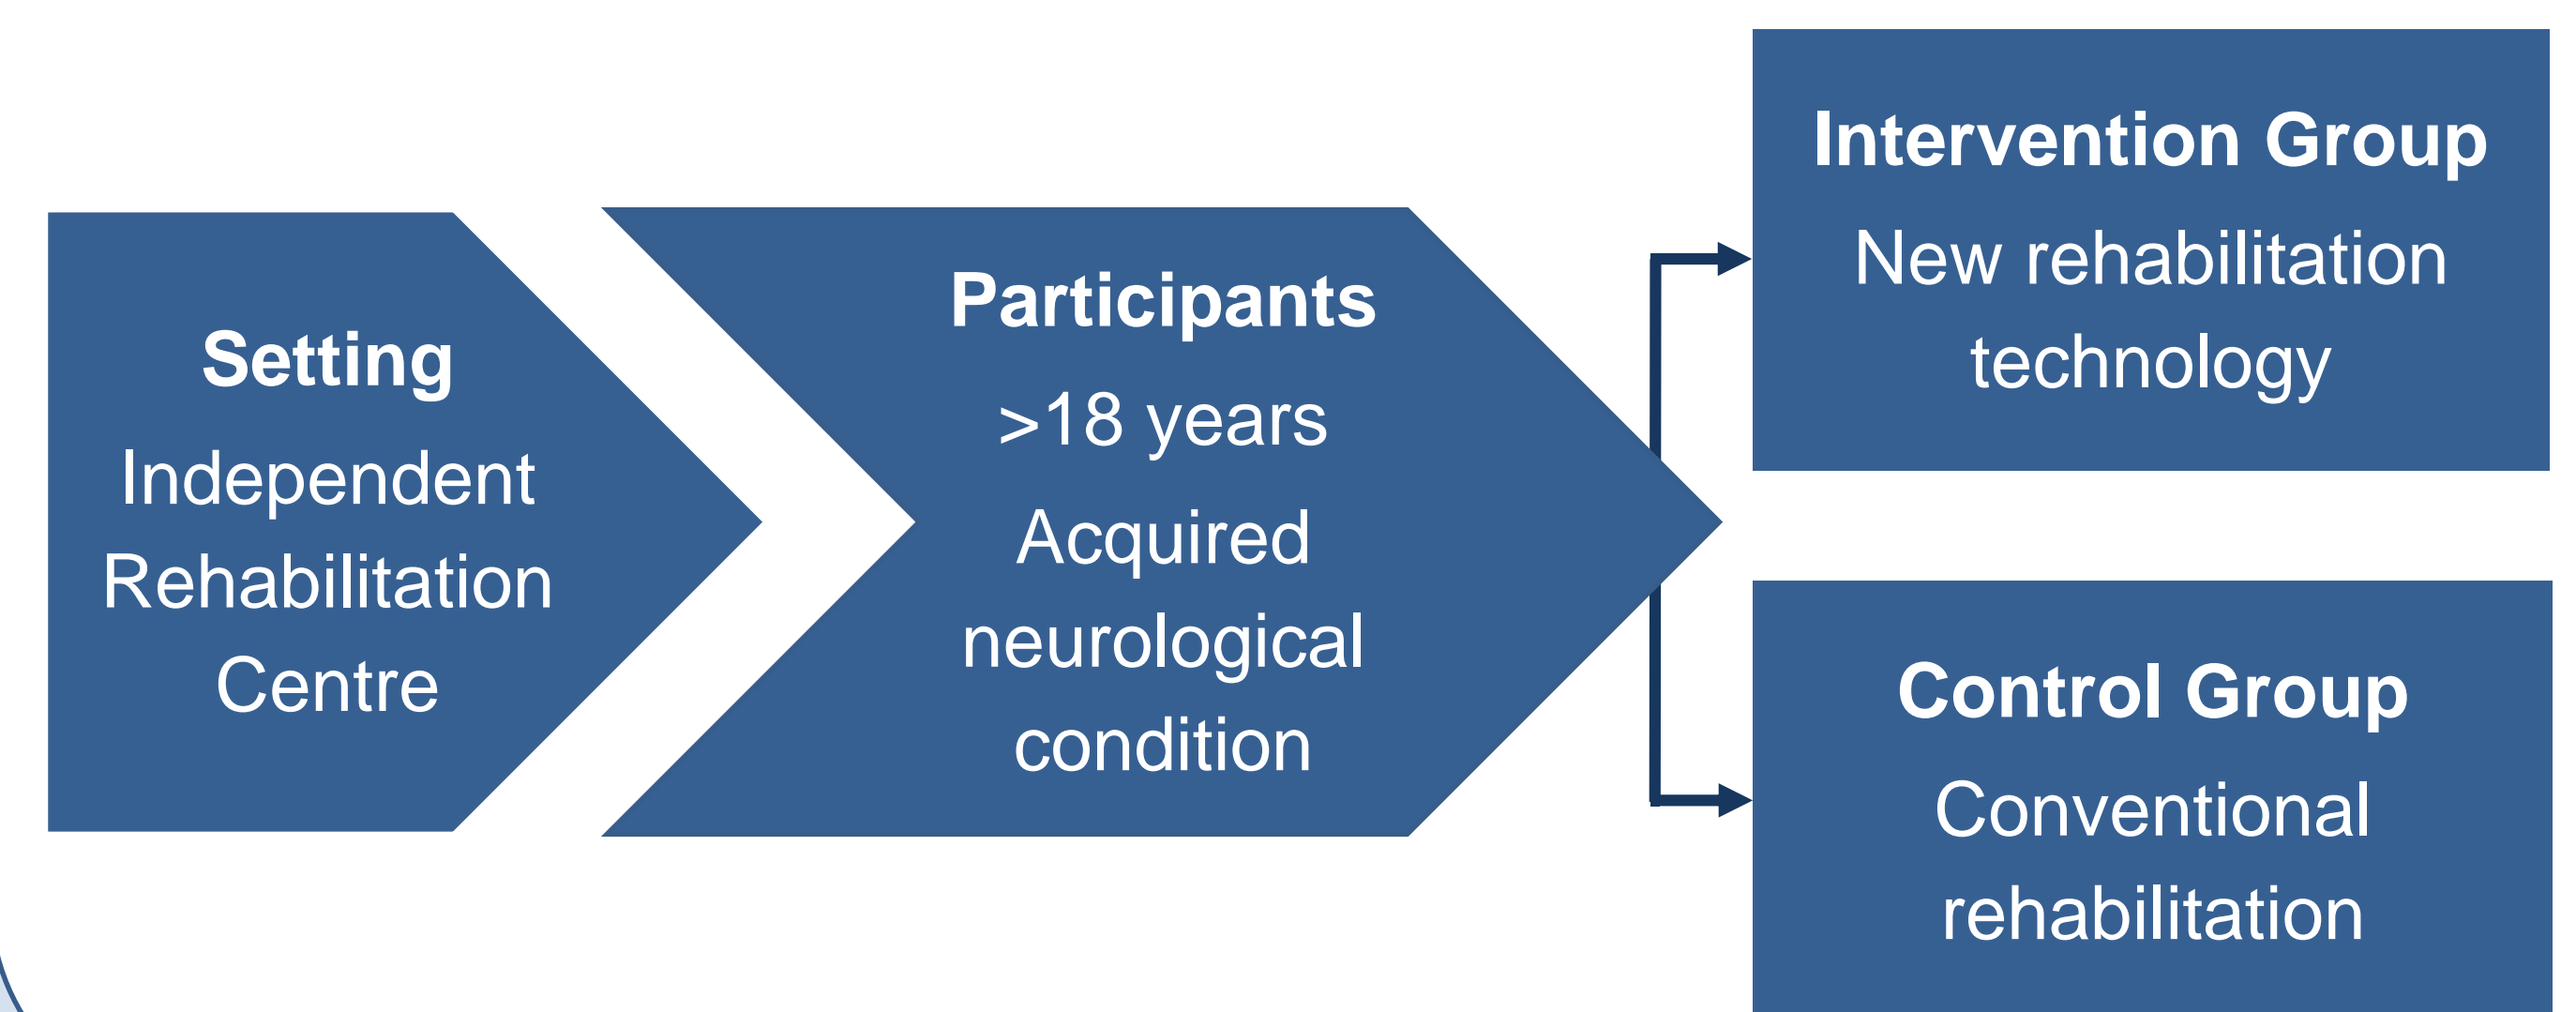 Setting
Independent
Rehabilitation
Centre
Participants
>18 years
Acquired
neurological
condition
Intervention Group
New rehabilitation
technology
Control Group
Conventional
rehabilitation